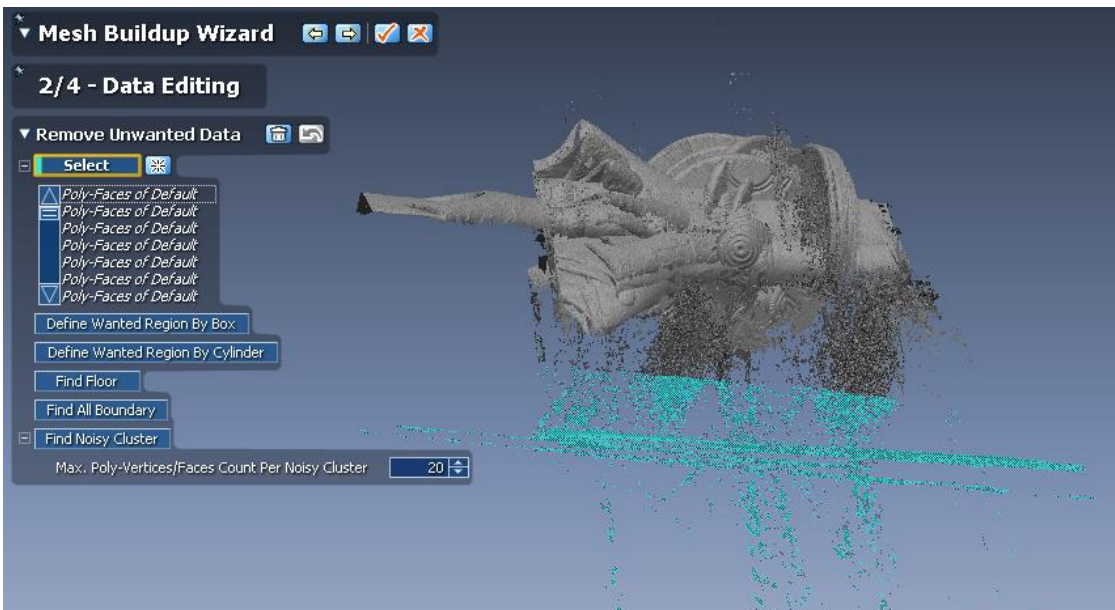 Mesh Buildup Wizard
2/4 - Data Editing
Remove Unwanted Data
Select
Poly-Faces of Default
Poly-Faces of Default
Poly-Faces of Default
Poly-Faces of Default
Poly-Faces of Default
Poly-Faces of Default
Poly-Faces of Default
Define Wanted Region By Box
Define Wanted Region By Cylinder
Find Floor
Find All Boundary
Find Noisy Cluster
Max. Poly-Vertices/Faces Count Per Noisy Cluster 20